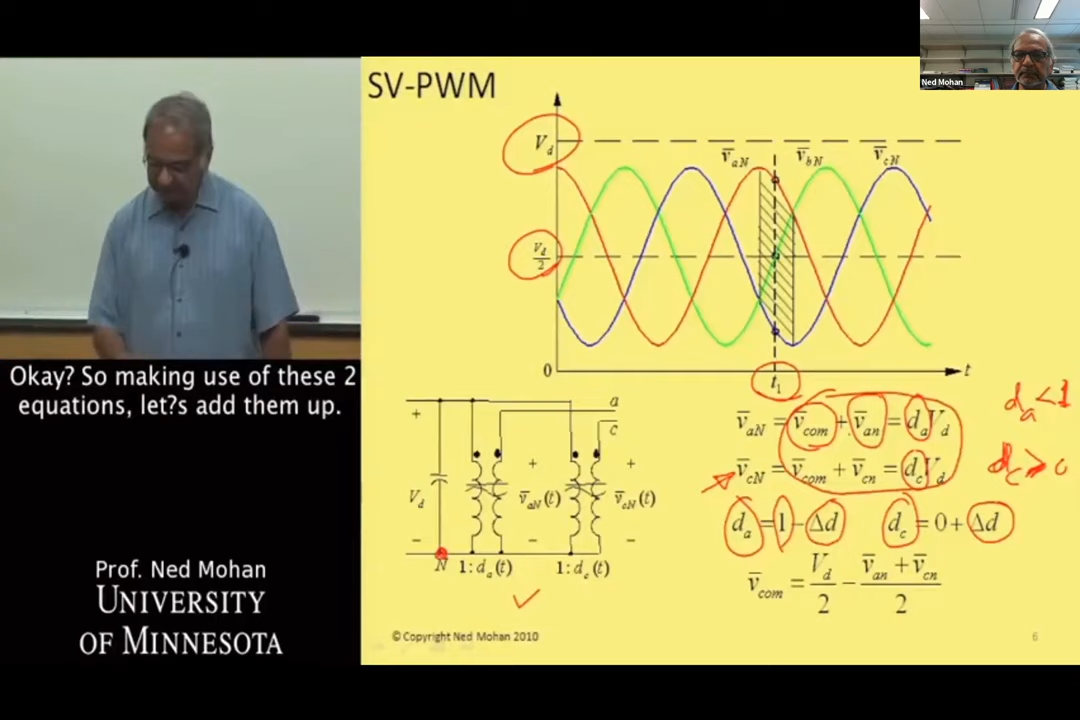 Ned Mohan
SV-PWM
V_d
v̄_aN v̄_bN v̄_cN
V_d/2
0
t_1
t
Okay? So making use of these 2
equations, let?s add them up.
+
V_d
−
N
a
c
+
v̄_aN(t)
−
+
v̄_cN(t)
−
1:d_a(t) 1:d_c(t)
v̄_aN = v̄_com + v̄_an = d_a V_d
d_a < 1
v̄_cN = v̄_com + v̄_cn = d_c V_d
d_c > 0
d_a = 1 − Δd d_c = 0 + Δd
v̄_com = V_d/2 − (v̄_an + v̄_cn)/2
Prof. Ned Mohan
UNIVERSITY
OF MINNESOTA
© Copyright Ned Mohan 2010
6